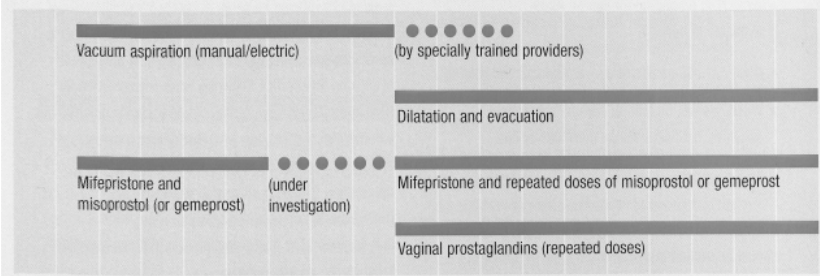 Vacuum aspiration (manual/electric)
(by specially trained providers)
Dilatation and evacuation
Mifepristone and
misoprostol (or gemeprost)
(under
investigation)
Mifepristone and repeated doses of misoprostol or gemeprost
Vaginal prostaglandins (repeated doses)